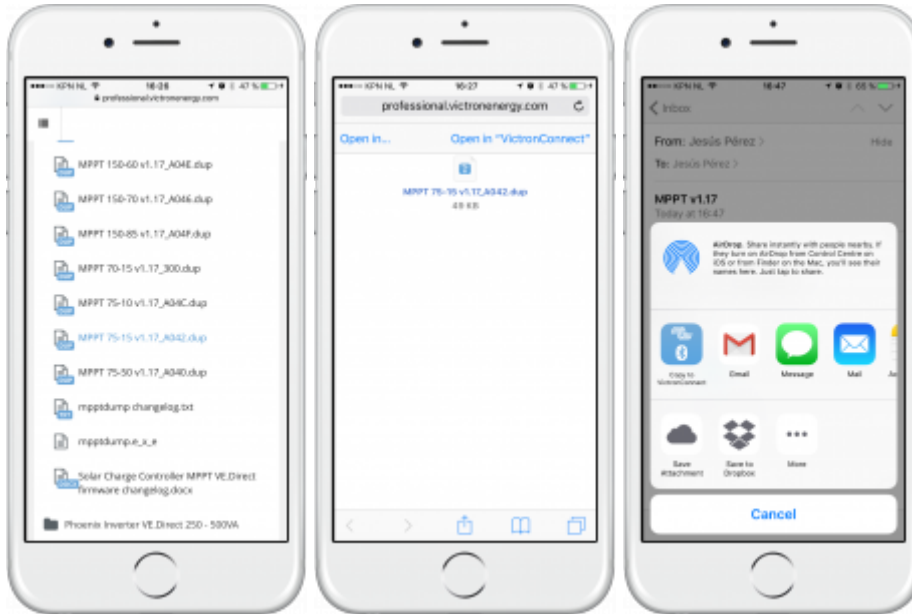 KPN NL 16:26 47 %
professional.victronenergy.com
MPPT 150-60 v1.17_A04E.dup
MPPT 150-70 v1.17_A046.dup
MPPT 150-85 v1.17_A04F.dup
MPPT 70-15 v1.17_300.dup
MPPT 75-10 v1.17_A04C.dup
MPPT 75-15 v1.17_A042.dup
MPPT 75-50 v1.17_A040.dup
mpptdump changelog.txt
mpptdump.e_x_e
Solar Charge Controller MPPT VE.Direct
firmware changelog.docx
Phoenix Inverter VE.Direct 250 - 500VA
KPN NL 16:27 47 %
professional.victronenergy.com
Open in... Open in "VictronConnect"
MPPT 75-15 v1.17_A042.dup
49 KB
KPN NL 16:47 65 %
Inbox
From: Jesús Pérez Hide
To: Jesús Pérez
MPPT v1.17
Today at 16:47
AirDrop. Share instantly with people nearby. If
they turn on AirDrop from Control Centre on
iOS or from Finder on the Mac, you'll see their
names here. Just tap to share.
Copy to
VictronConnect
Gmail
Message
Mail
Save
Attachment
Save to
Dropbox
More
Cancel